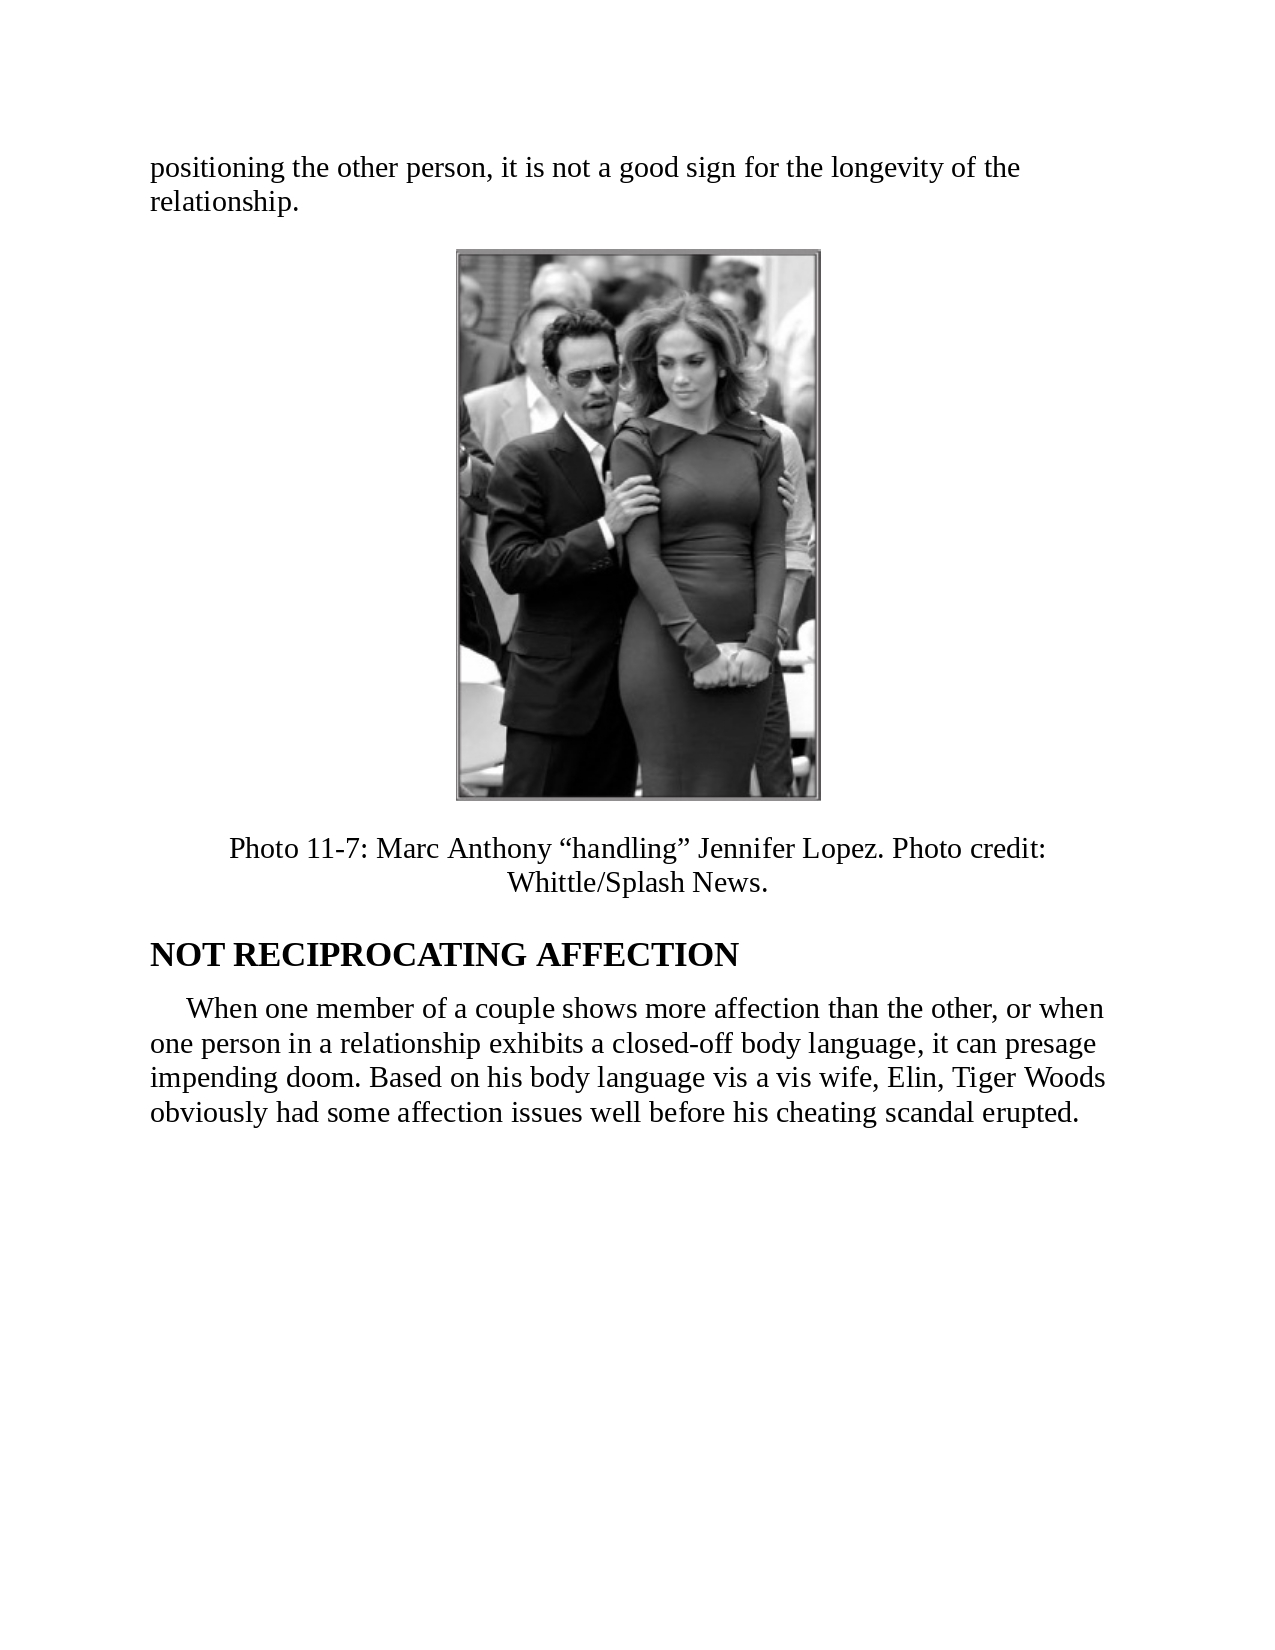 positioning the other person, it is not a good sign for the longevity of the
relationship.
Photo 11-7: Marc Anthony “handling” Jennifer Lopez. Photo credit:
Whittle/Splash News.
NOT RECIPROCATING AFFECTION
When one member of a couple shows more affection than the other, or when
one person in a relationship exhibits a closed-off body language, it can presage
impending doom. Based on his body language vis a vis wife, Elin, Tiger Woods
obviously had some affection issues well before his cheating scandal erupted.